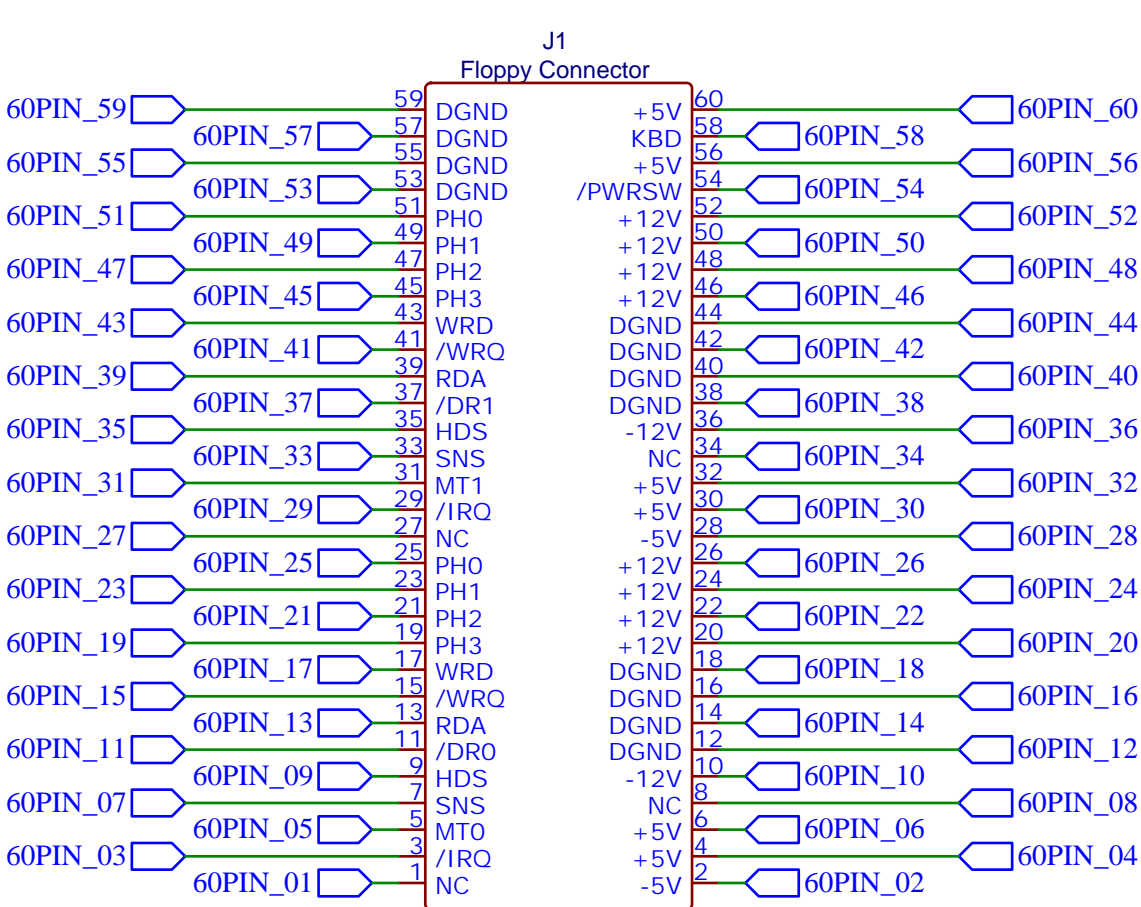 J1
Floppy Connector
60PIN_59 59 DGND +5V 60 60PIN_60
60PIN_57 57 DGND KBD 58 60PIN_58
60PIN_55 55 DGND +5V 56 60PIN_56
60PIN_53 53 DGND /PWRSW 54 60PIN_54
60PIN_51 51 PH0 +12V 52 60PIN_52
60PIN_49 49 PH1 +12V 50 60PIN_50
60PIN_47 47 PH2 +12V 48 60PIN_48
60PIN_45 45 PH3 +12V 46 60PIN_46
60PIN_43 43 WRD DGND 44 60PIN_44
60PIN_41 41 /WRQ DGND 42 60PIN_42
60PIN_39 39 RDA DGND 40 60PIN_40
60PIN_37 37 /DR1 DGND 38 60PIN_38
60PIN_35 35 HDS -12V 36 60PIN_36
60PIN_33 33 SNS NC 34 60PIN_34
60PIN_31 31 MT1 +5V 32 60PIN_32
60PIN_29 29 /IRQ +5V 30 60PIN_30
60PIN_27 27 NC -5V 28 60PIN_28
60PIN_25 25 PH0 +12V 26 60PIN_26
60PIN_23 23 PH1 +12V 24 60PIN_24
60PIN_21 21 PH2 +12V 22 60PIN_22
60PIN_19 19 PH3 +12V 20 60PIN_20
60PIN_17 17 WRD DGND 18 60PIN_18
60PIN_15 15 /WRQ DGND 16 60PIN_16
60PIN_13 13 RDA DGND 14 60PIN_14
60PIN_11 11 /DR0 DGND 12 60PIN_12
60PIN_09 9 HDS -12V 10 60PIN_10
60PIN_07 7 SNS NC 8 60PIN_08
60PIN_05 5 MT0 +5V 6 60PIN_06
60PIN_03 3 /IRQ +5V 4 60PIN_04
60PIN_01 1 NC -5V 2 60PIN_02